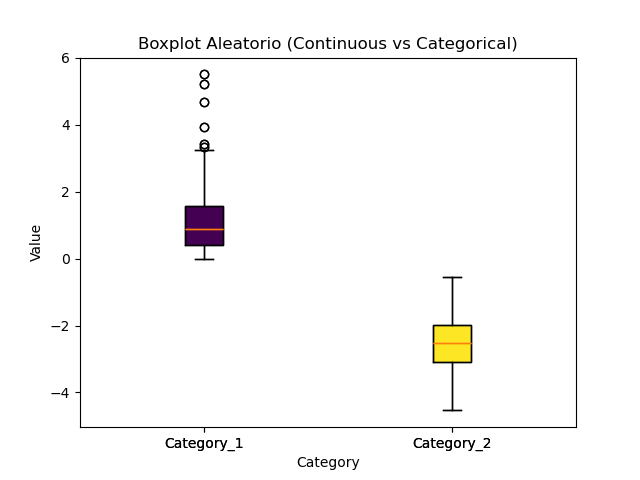 Boxplot Aleatorio (Continuous vs Categorical)
6
4
2
0
−2
−4
Value
Category_1
Category_2
Category